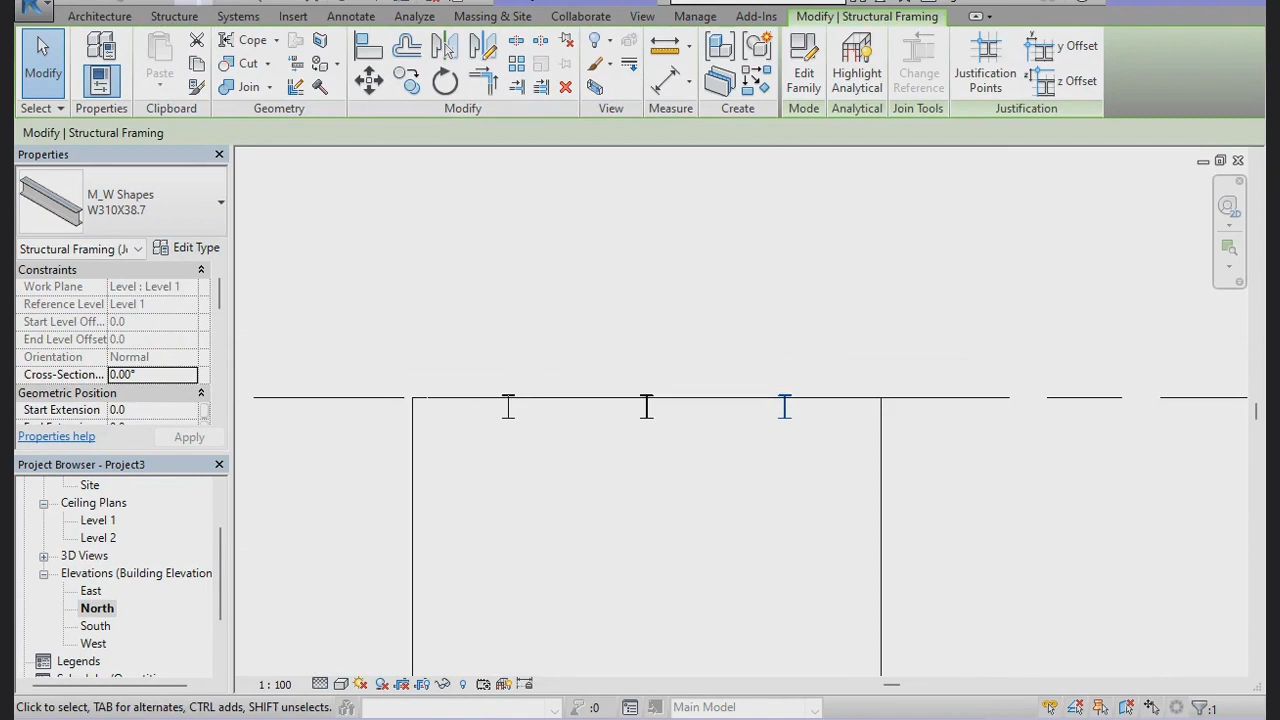 Architecture Structure Systems Insert Annotate Analyze Massing & Site Collaborate View Manage Add-Ins Modify | Structural Framing
Modify
Paste
Cope
Cut
Join
Edit Family
Highlight Analytical
Change Reference
Justification Points
y Offset
z Offset
Select Properties Clipboard Geometry Modify View Measure Create Mode Analytical Join Tools Justification
Modify | Structural Framing
Properties
M_W Shapes
W310X38.7
Structural Framing (Jo Edit Type
Constraints
Work Plane Level : Level 1
Reference Level Level 1
Start Level Off... 0.0
End Level Offset 0.0
Orientation Normal
Cross-Section... 0.00°
Geometric Position
Start Extension 0.0
Properties help Apply
Project Browser - Project3
Site
Ceiling Plans
Level 1
Level 2
3D Views
Elevations (Building Elevation
East
North
South
West
Legends
2D
1 : 100
Click to select, TAB for alternates, CTRL adds, SHIFT unselects. :0 Main Model :1